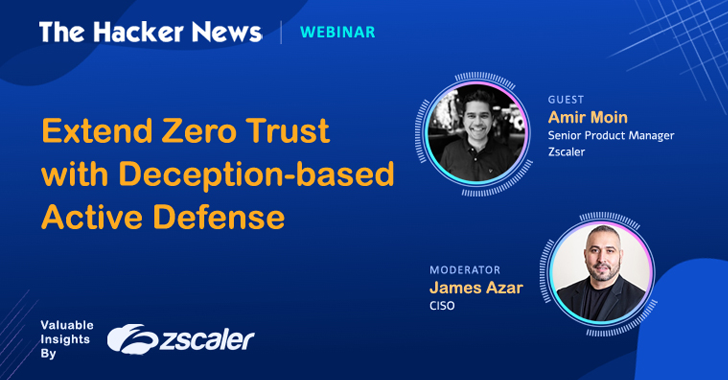 The Hacker News
WEBINAR
Extend Zero Trust
with Deception-based
Active Defense
GUEST
Amir Moin
Senior Product Manager
Zscaler
MODERATOR
James Azar
CISO
Valuable
Insights
By
zscaler